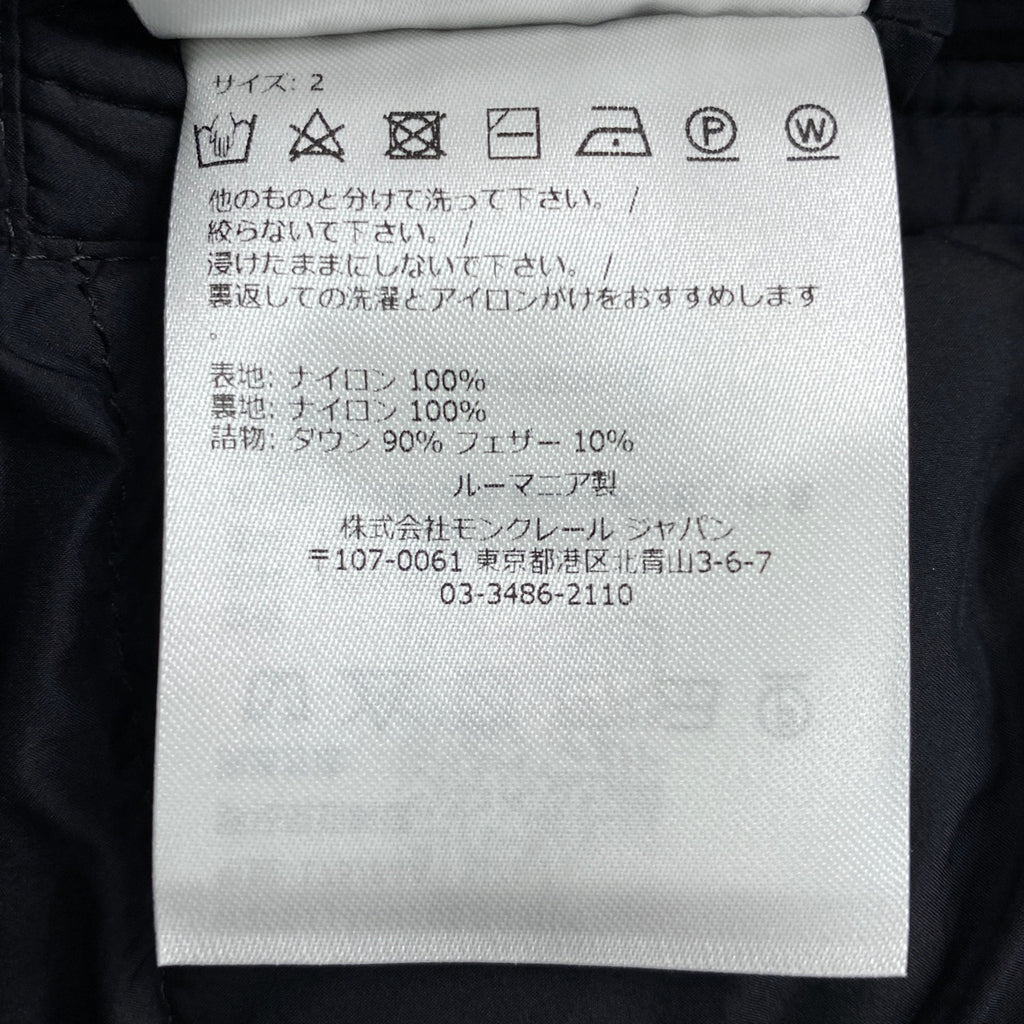 サイズ: 2
P W
他のものと分けて洗って下さい。 /
絞らないで下さい。 /
浸けたままにしないで下さい。 /
裏返しての洗濯とアイロンがけをおすすめします
。
表地: ナイロン 100%
裏地: ナイロン 100%
詰物: ダウン 90% フェザー 10%
ルーマニア製
株式会社モンクレール ジャパン
〒107-0061 東京都港区北青山3-6-7
03-3486-2110